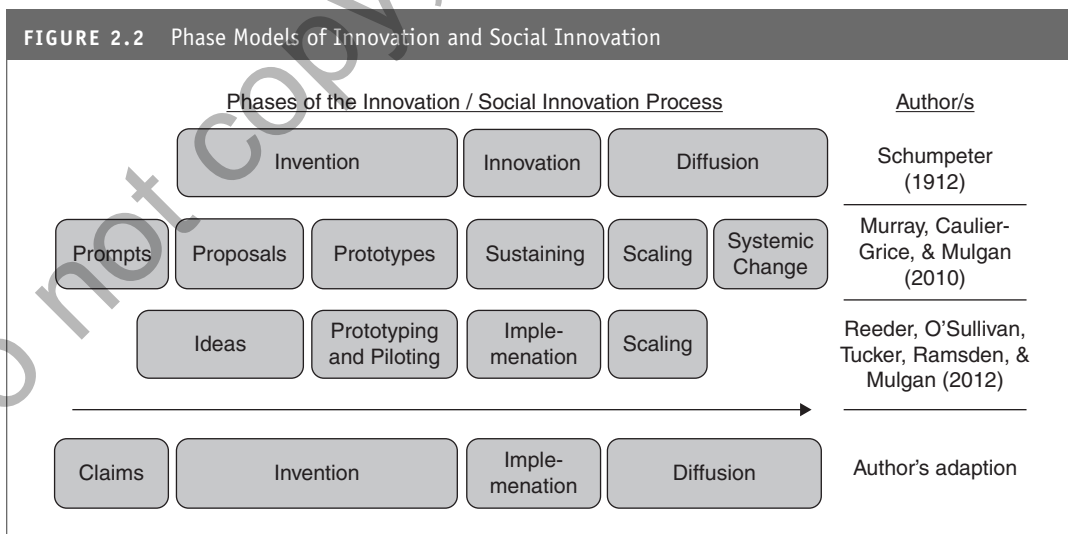 FIGURE 2.2 Phase Models of Innovation and Social Innovation
Phases of the Innovation / Social Innovation Process
Author/s
Invention
Innovation
Diffusion
Schumpeter
(1912)
Prompts
Proposals
Prototypes
Sustaining
Scaling
Systemic
Change
Murray, Caulier-
Grice, & Mulgan
(2010)
Ideas
Prototyping
and Piloting
Imple-
menation
Scaling
Reeder, O'Sullivan,
Tucker, Ramsden, &
Mulgan (2012)
Claims
Invention
Imple-
menation
Diffusion
Author's adaption
o not copy,